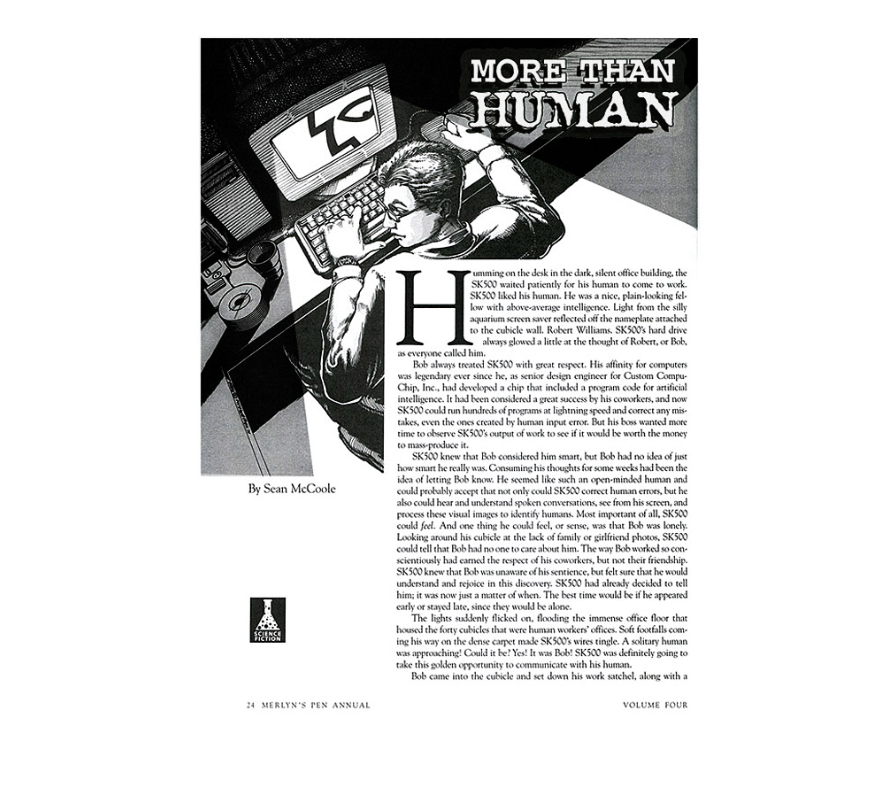 MORE THAN
HUMAN
Humming on the desk in the dark, silent office building, the
SK500 waited patiently for his human to come to work.
SK500 liked his human. He was a nice, plain-looking fel-
low with above-average intelligence. Light from the silly
aquarium screen saver reflected off the nameplate attached
to the cubicle wall. Robert Williams. SK500's hard drive
always glowed a little at the thought of Robert, or Bob,
as everyone called him.
Bob always treated SK500 with great respect. His affinity for computers
was legendary ever since he, as senior design engineer for Custom Compu-
Chip, Inc., had developed a chip that included a program code for artificial
intelligence. It had been considered a great success by his coworkers, and now
SK500 could run hundreds of programs at lightning speed and correct any mis-
takes, even the ones created by human input error. But his boss wanted more
time to observe SK500's output of work to see if it would be worth the money
to mass-produce it.
SK500 knew that Bob considered him smart, but Bob had no idea of just
how smart he really was. Consuming his thoughts for some weeks had been the
idea of letting Bob know. He seemed like such an open-minded human and
could probably accept that not only could SK500 correct human errors, but he
also could hear and understand spoken conversations, see from his screen, and
process these visual images to identify humans. Most important of all, SK500
could feel. And one thing he could feel, or sense, was that Bob was lonely.
Looking around his cubicle at the lack of family or girlfriend photos, SK500
could tell that Bob had no one to care about him. The way Bob worked so con-
scientiously had earned the respect of his coworkers, but not their friendship.
SK500 knew that Bob was unaware of his sentience, but felt sure that he would
understand and rejoice in this discovery. SK500 had already decided to tell
him; it was now just a matter of when. The best time would be if he appeared
early or stayed late, since they would be alone.
The lights suddenly flicked on, flooding the immense office floor that
housed the forty cubicles that were human workers' offices. Soft footfalls com-
ing his way on the dense carpet made SK500's wires tingle. A solitary human
was approaching! Could it be? Yes! It was Bob! SK500 was definitely going to
take this golden opportunity to communicate with his human.
Bob came into the cubicle and set down his work satchel, along with a
By Sean McCoole
SCIENCE
FICTION
24 MERLYN'S PEN ANNUAL
VOLUME FOUR